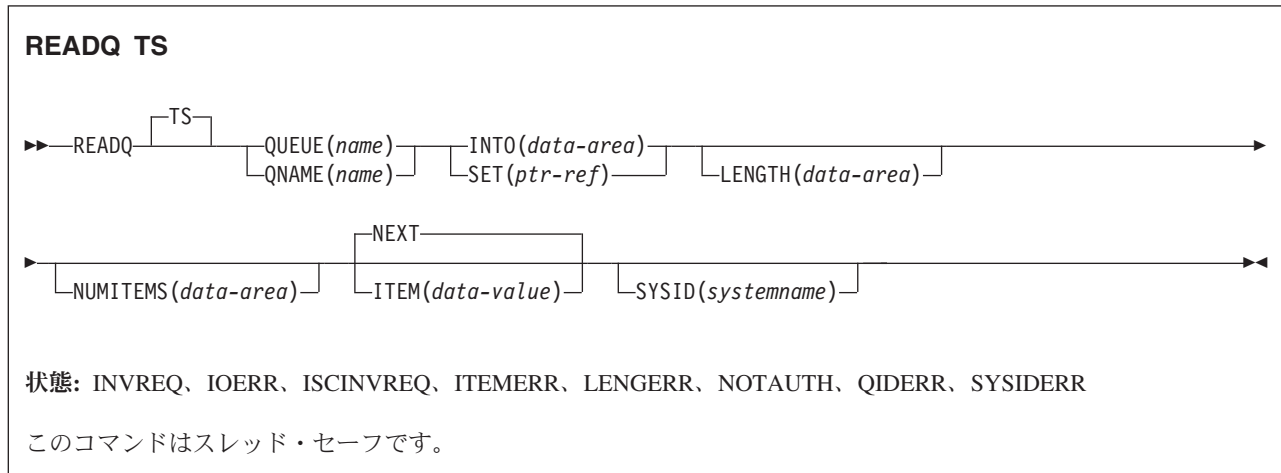 READQ TS
TS
READQ QUEUE(name) INTO(data-area)
QNAME(name) SET(ptr-ref) LENGTH(data-area)
NEXT
NUMITEMS(data-area) ITEM(data-value) SYSID(systemname)
状態: INVREQ、IOERR、ISCINVREQ、ITEMERR、LENGERR、NOTAUTH、QIDERR、SYSIDERR
このコマンドはスレッド・セーフです。